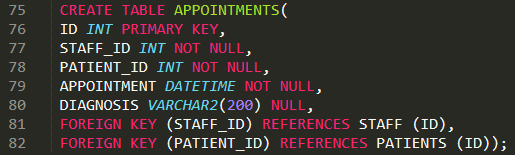 75 CREATE TABLE APPOINTMENTS(
76 ID INT PRIMARY KEY,
77 STAFF_ID INT NOT NULL,
78 PATIENT_ID INT NOT NULL,
79 APPOINTMENT DATETIME NOT NULL,
80 DIAGNOSIS VARCHAR2(200) NULL,
81 FOREIGN KEY (STAFF_ID) REFERENCES STAFF (ID),
82 FOREIGN KEY (PATIENT_ID) REFERENCES PATIENTS (ID));